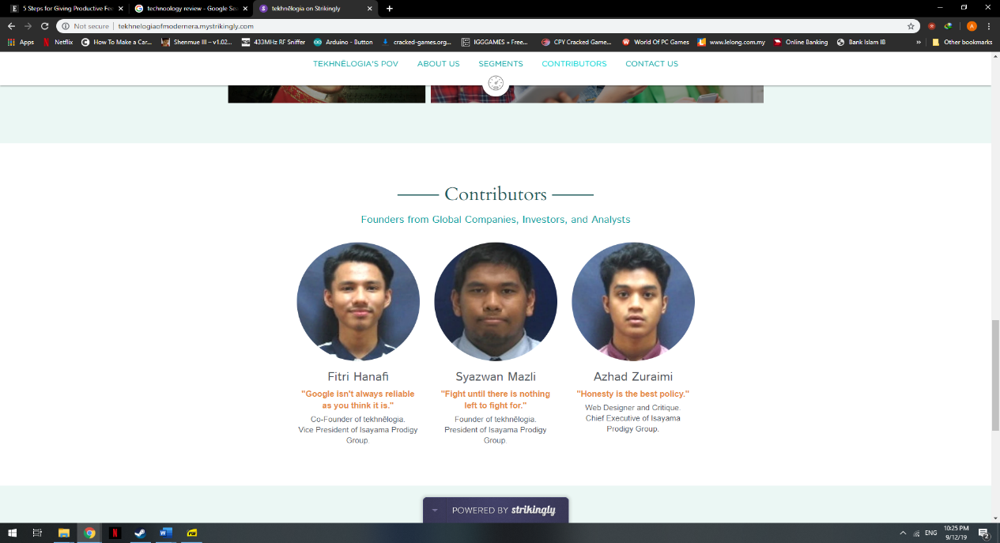 5 Steps for Giving Productive Fe
technoology review - Google Sea
tekhnēlogia on Strikingly
Not secure
tekhnelogiaofmodernera.mystrikingly.com
Apps
Netflix
How To Make a Car...
Shenmue III – v1.02...
433MHz RF Sniffer
Arduino - Button
cracked-games.org...
IGGGAMES » Free...
CPY Cracked Game...
World Of PC Games
www.lelong.com.my
Online Banking
Bank Islam IB
»
Other bookmarks
TEKHNĒLOGIA'S POV
ABOUT US
SEGMENTS
CONTRIBUTORS
CONTACT US
Contributors
Founders from Global Companies, Investors, and Analysts
Fitri Hanafi
"Google isn't always reliable
as you think it is."
Co-Founder of tekhnēlogia.
Vice President of Isayama Prodigy
Group.
Syazwan Mazli
"Fight until there is nothing
left to fight for."
Founder of tekhnēlogia.
President of Isayama Prodigy
Group.
Azhad Zuraimi
"Honesty is the best policy."
Web Designer and Critique.
Chief Executive of Isayama
Prodigy Group.
POWERED BY strikingly
ENG
10:25 PM
9/12/19
2